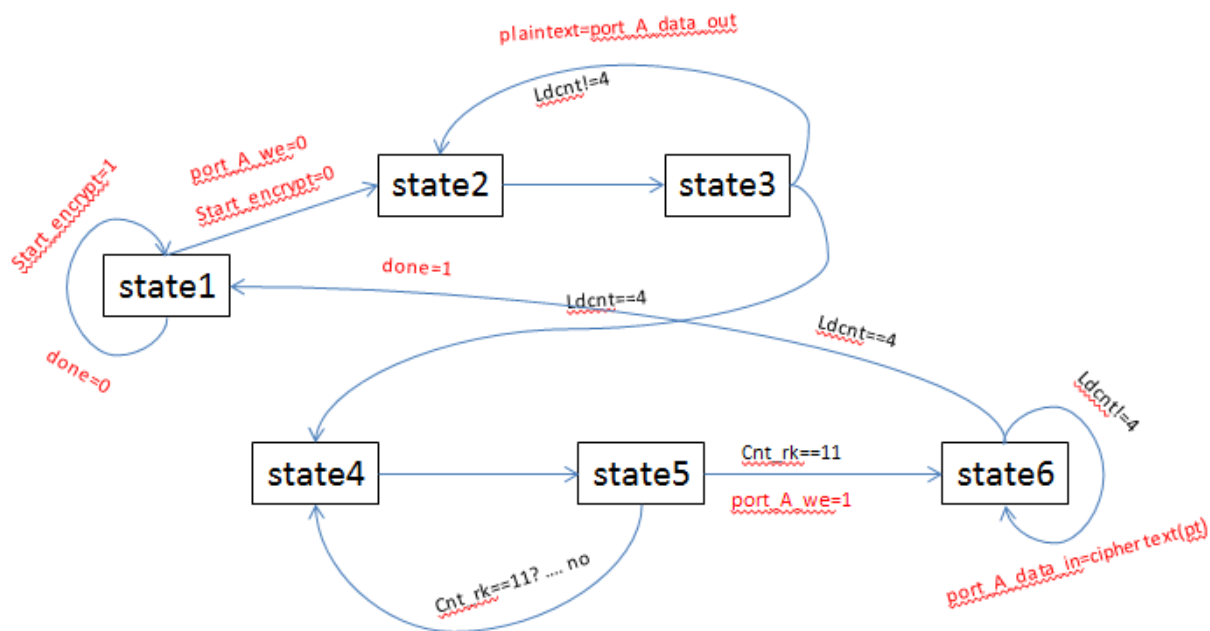 plaintext=port_A_data_out
Ldcnt!=4
port_A_we=0
Start_encrypt=0
Start_encrypt=1
state2
state3
state1
done=1
Ldcnt==4
Ldcnt==4
done=0
Ldcnt!=4
state4
state5
Cnt_rk==11
port_A_we=1
state6
Cnt_rk==11? .... no
port_A_data_in=ciphertext(pt)